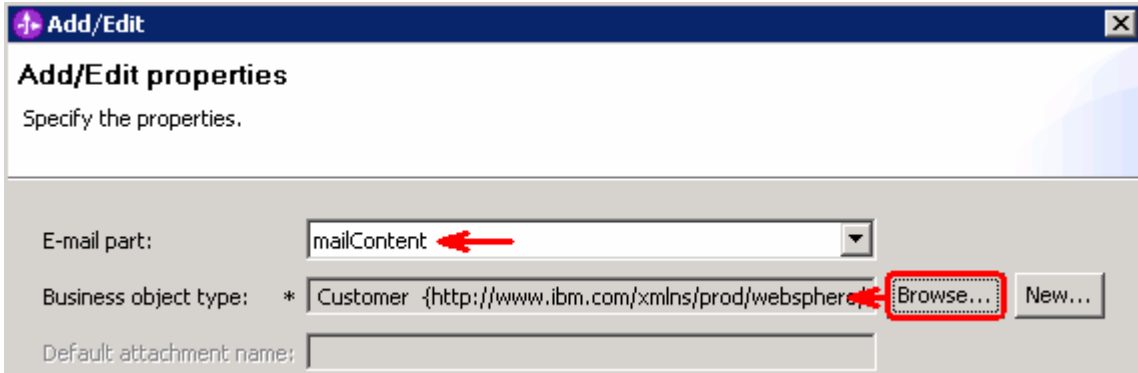 Add/Edit
Add/Edit properties
Specify the properties.
E-mail part: mailContent
Business object type: * Customer {http://www.ibm.com/xmlns/prod/websphere/ Browse... New...
Default attachment name: